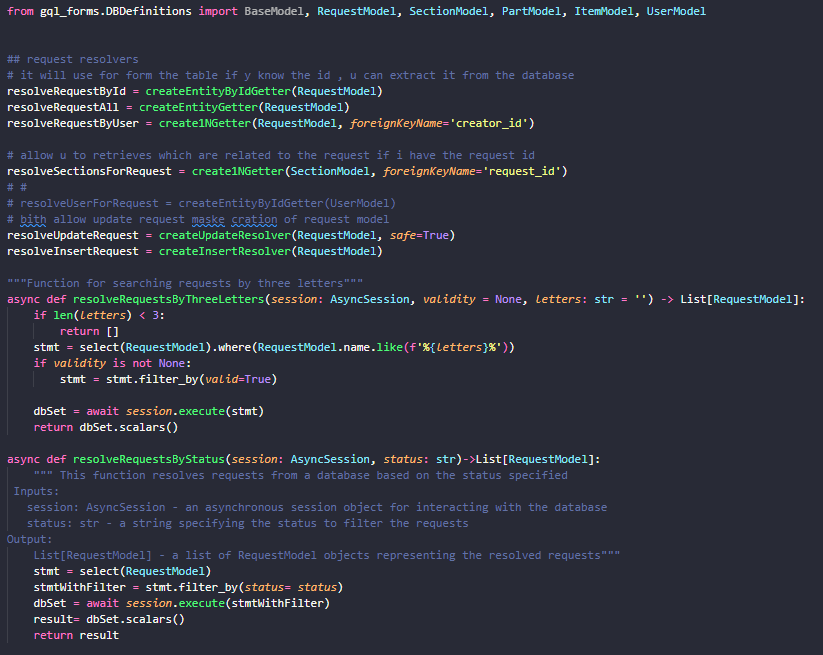 from gql_forms.DBDefinitions import BaseModel, RequestModel, SectionModel, PartModel, ItemModel, UserModel
## request resolvers
# it will use for form the table if y know the id , u can extract it from the database
resolveRequestById = createEntityByIdGetter(RequestModel)
resolveRequestAll = createEntityGetter(RequestModel)
resolveRequestByUser = create1NGetter(RequestModel, foreignKeyName='creator_id')
# allow u to retrieves which are related to the request if i have the request id
resolveSectionsForRequest = create1NGetter(SectionModel, foreignKeyName='request_id')
# #
# resolveUserForRequest = createEntityByIdGetter(UserModel)
# bith allow update request maske cration of request model
resolveUpdateRequest = createUpdateResolver(RequestModel, safe=True)
resolveInsertRequest = createInsertResolver(RequestModel)
"""Function for searching requests by three letters"""
async def resolveRequestsByThreeLetters(session: AsyncSession, validity = None, letters: str = '') -> List[RequestModel]:
    if len(letters) < 3:
        return []
    stmt = select(RequestModel).where(RequestModel.name.like(f'%{letters}%'))
    if validity is not None:
        stmt = stmt.filter_by(valid=True)
    dbSet = await session.execute(stmt)
    return dbSet.scalars()
async def resolveRequestsByStatus(session: AsyncSession, status: str)->List[RequestModel]:
    """ This function resolves requests from a database based on the status specified
 Inputs:
   session: AsyncSession - an asynchronous session object for interacting with the database
   status: str - a string specifying the status to filter the requests
Output:
    List[RequestModel] - a list of RequestModel objects representing the resolved requests"""
    stmt = select(RequestModel)
    stmtWithFilter = stmt.filter_by(status= status)
    dbSet = await session.execute(stmtWithFilter)
    result= dbSet.scalars()
    return result